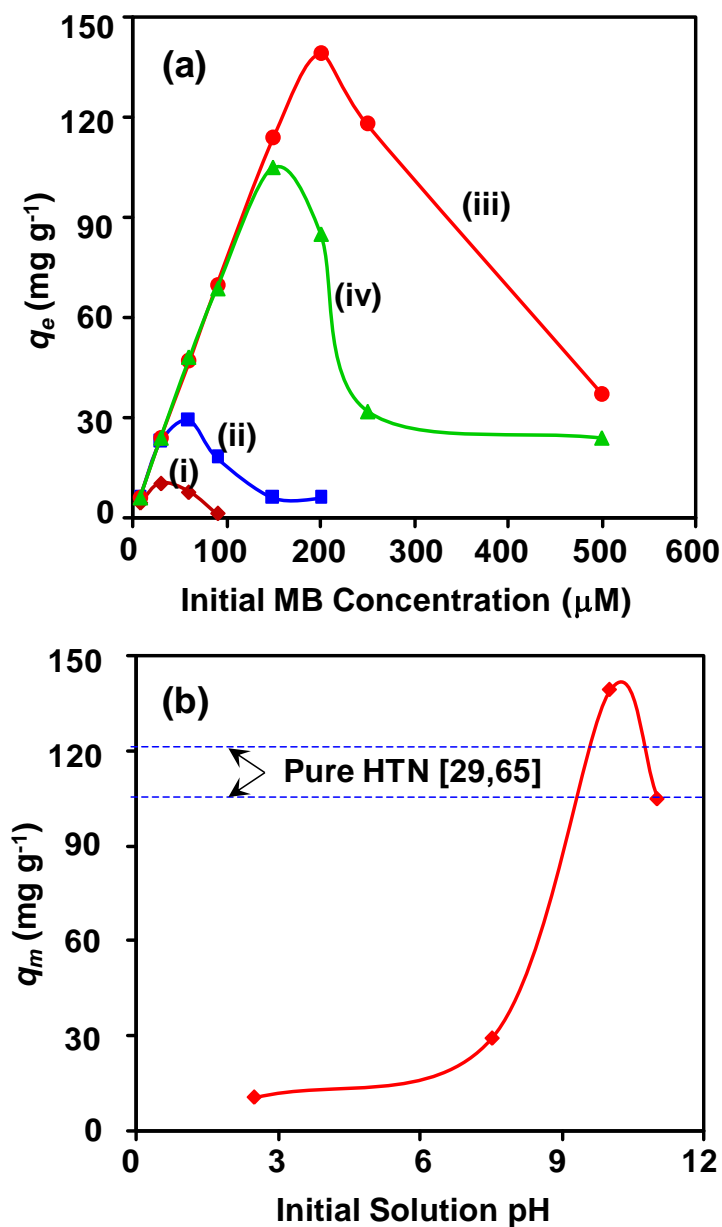 (a)
150
120
90
60
30
0
qₑ (mg g⁻¹)
(i)
(ii)
(iii)
(iv)
0 100 200 300 400 500 600
Initial MB Concentration (μM)
(b)
150
120
90
60
30
0
qₘ (mg g⁻¹)
Pure HTN [29,65]
0 3 6 9 12
Initial Solution pH